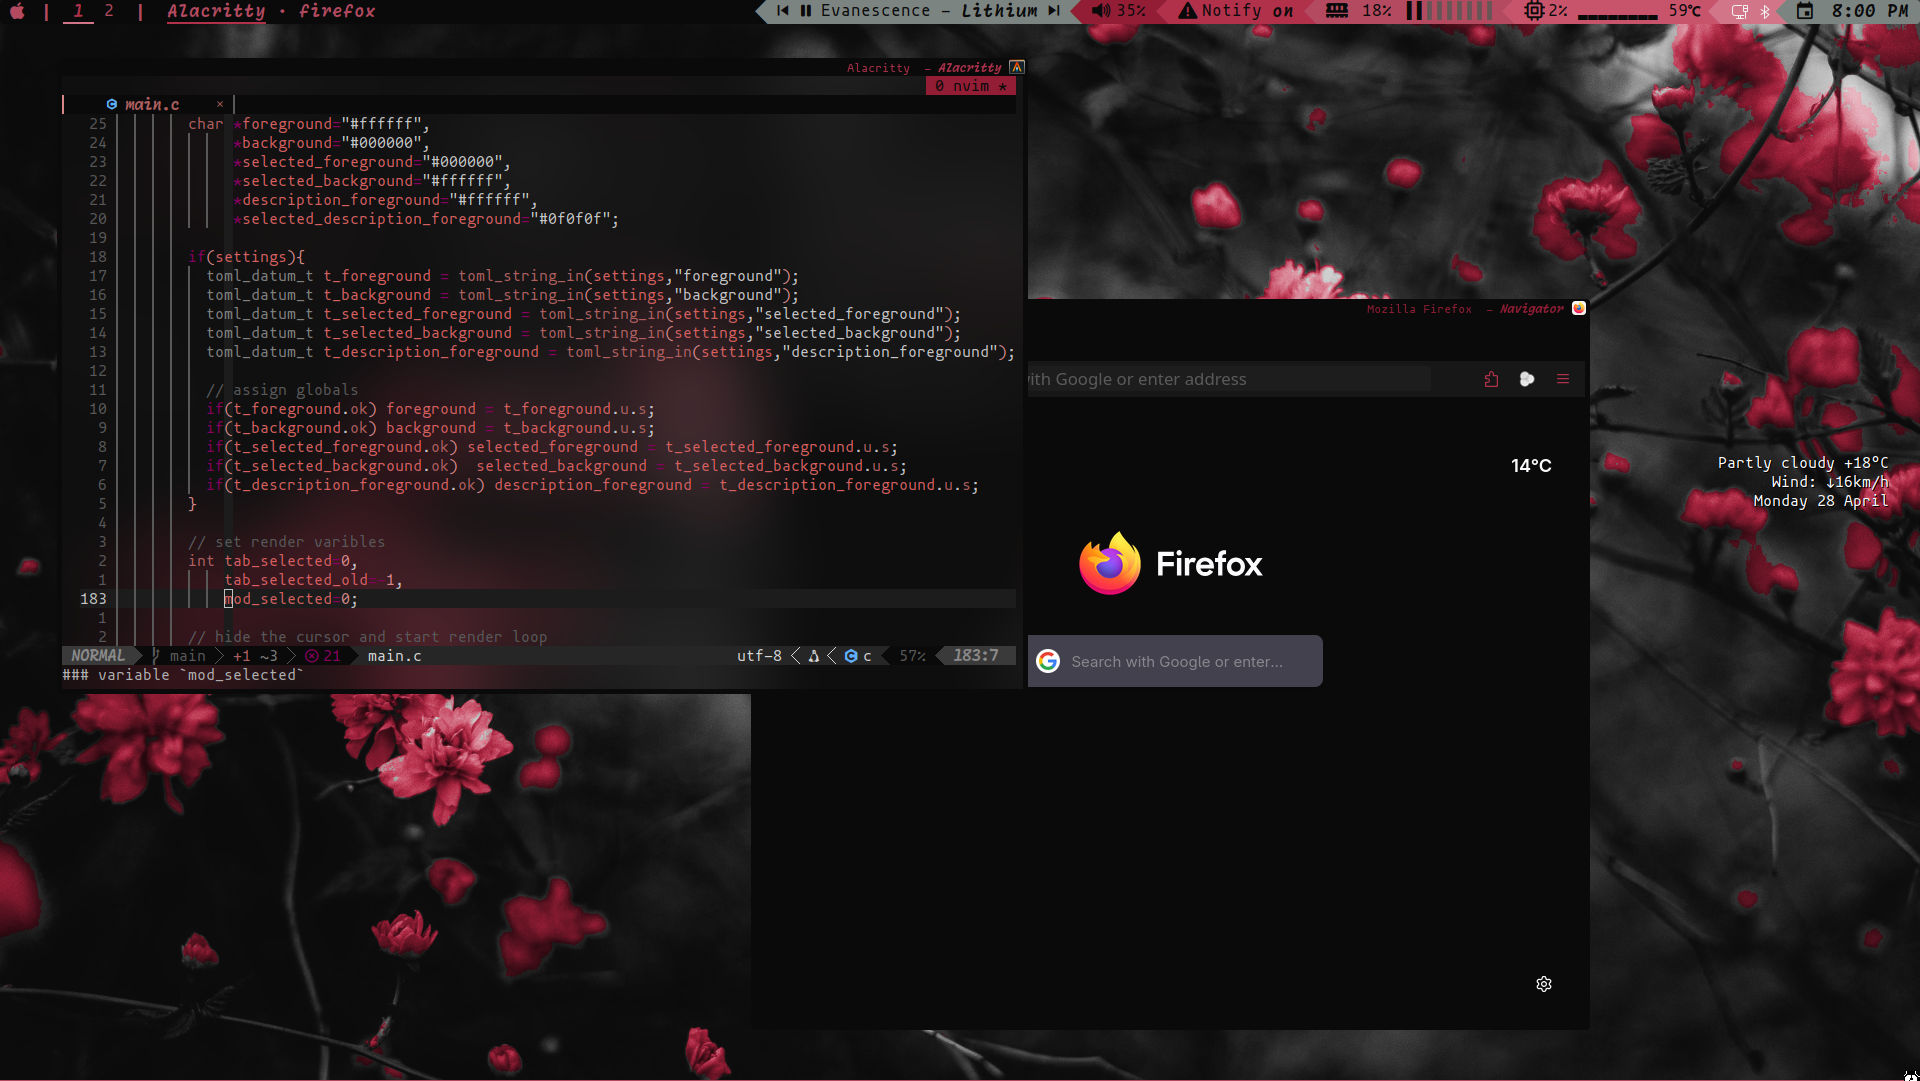 1 2 Alacritty · firefox
Evanescence – Lithium 35% Notify on 18% 2% 59℃ 8:00 PM
Alacritty – Alacritty
0 nvim *
main.c ×
25 char *foreground="#ffffff",
24 *background="#000000",
23 *selected_foreground="#000000",
22 *selected_background="#ffffff",
21 *description_foreground="#ffffff",
20 *selected_description_foreground="#0f0f0f";
19
18 if(settings){
17 toml_datum_t t_foreground = toml_string_in(settings,"foreground");
16 toml_datum_t t_background = toml_string_in(settings,"background");
15 toml_datum_t t_selected_foreground = toml_string_in(settings,"selected_foreground");
14 toml_datum_t t_selected_background = toml_string_in(settings,"selected_background");
13 toml_datum_t t_description_foreground = toml_string_in(settings,"description_foreground");
12
11 // assign globals
10 if(t_foreground.ok) foreground = t_foreground.u.s;
9 if(t_background.ok) background = t_background.u.s;
8 if(t_selected_foreground.ok) selected_foreground = t_selected_foreground.u.s;
7 if(t_selected_background.ok)  selected_background = t_selected_background.u.s;
6 if(t_description_foreground.ok) description_foreground = t_description_foreground.u.s;
5 }
4
3 // set render varibles
2 int tab_selected=0,
1 tab_selected_old=-1,
183 mod_selected=0;
1
2 // hide the cursor and start render loop
NORMAL main +1 ~3 21 main.c utf-8 c 57% 183:7
### variable `mod_selected`
Mozilla Firefox – Navigator
with Google or enter address
14°C
Firefox
Search with Google or enter...
Partly cloudy +18°C
Wind: ↓16km/h
Monday 28 April